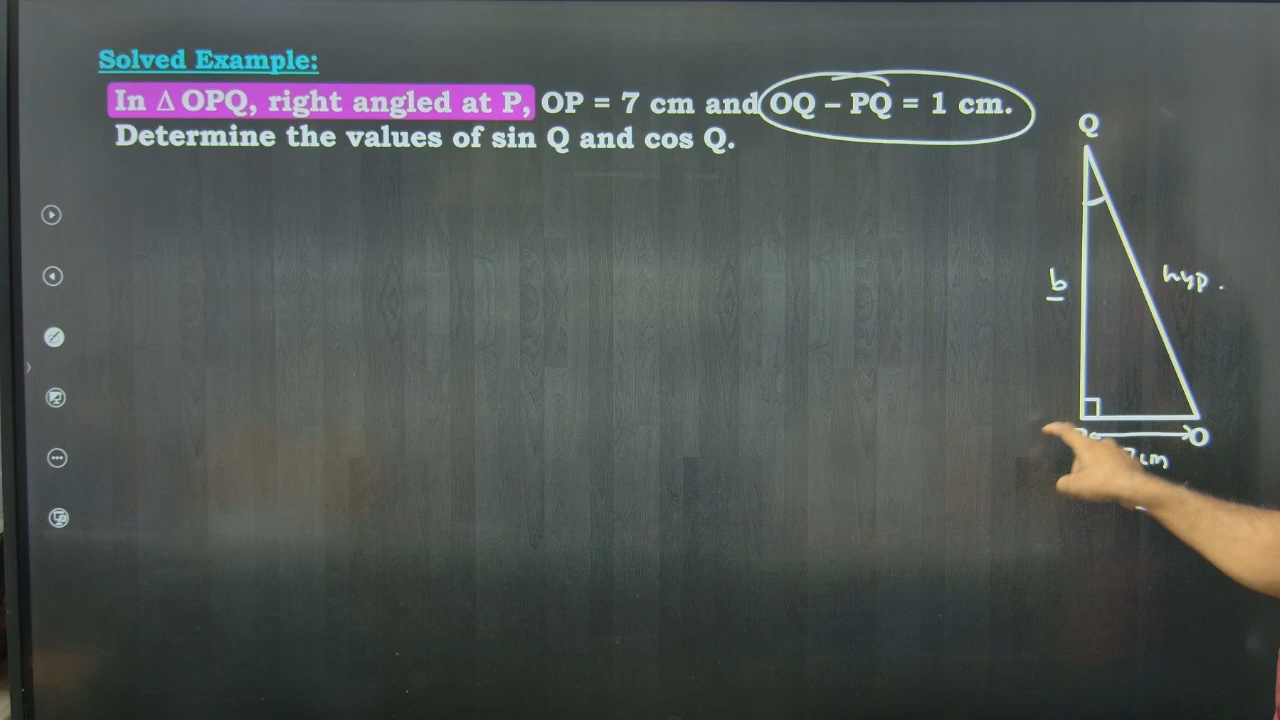 Solved Example:
In Δ OPQ, right angled at P, OP = 7 cm and OQ – PQ = 1 cm.
Determine the values of sin Q and cos Q.
Q
b
hyp.
O
7cm